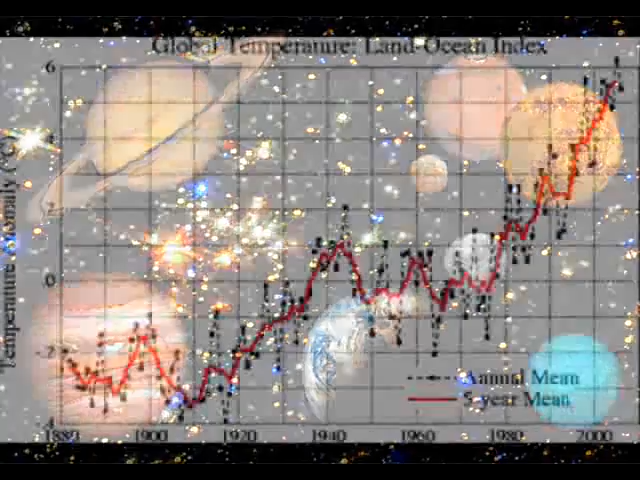 Global Temperature: Land-Ocean Index
6
Temperature Anomaly (°C)
2
0
-2
-4
Annual Mean
5-year Mean
1880 1900 1920 1940 1960 1980 2000